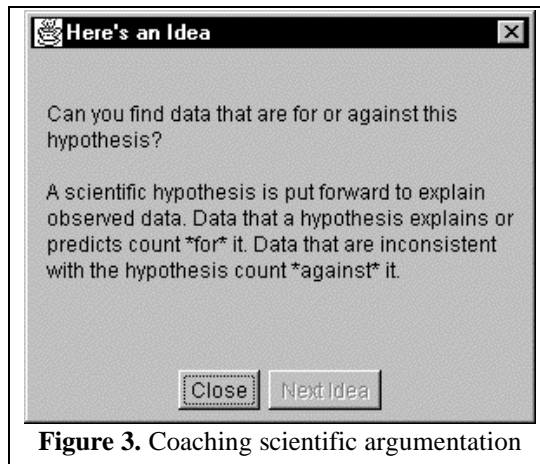 Here's an Idea
Can you find data that are for or against this
hypothesis?
A scientific hypothesis is put forward to explain
observed data. Data that a hypothesis explains or
predicts count *for* it. Data that are inconsistent
with the hypothesis count *against* it.
Close
Next Idea
Figure 3. Coaching scientific argumentation